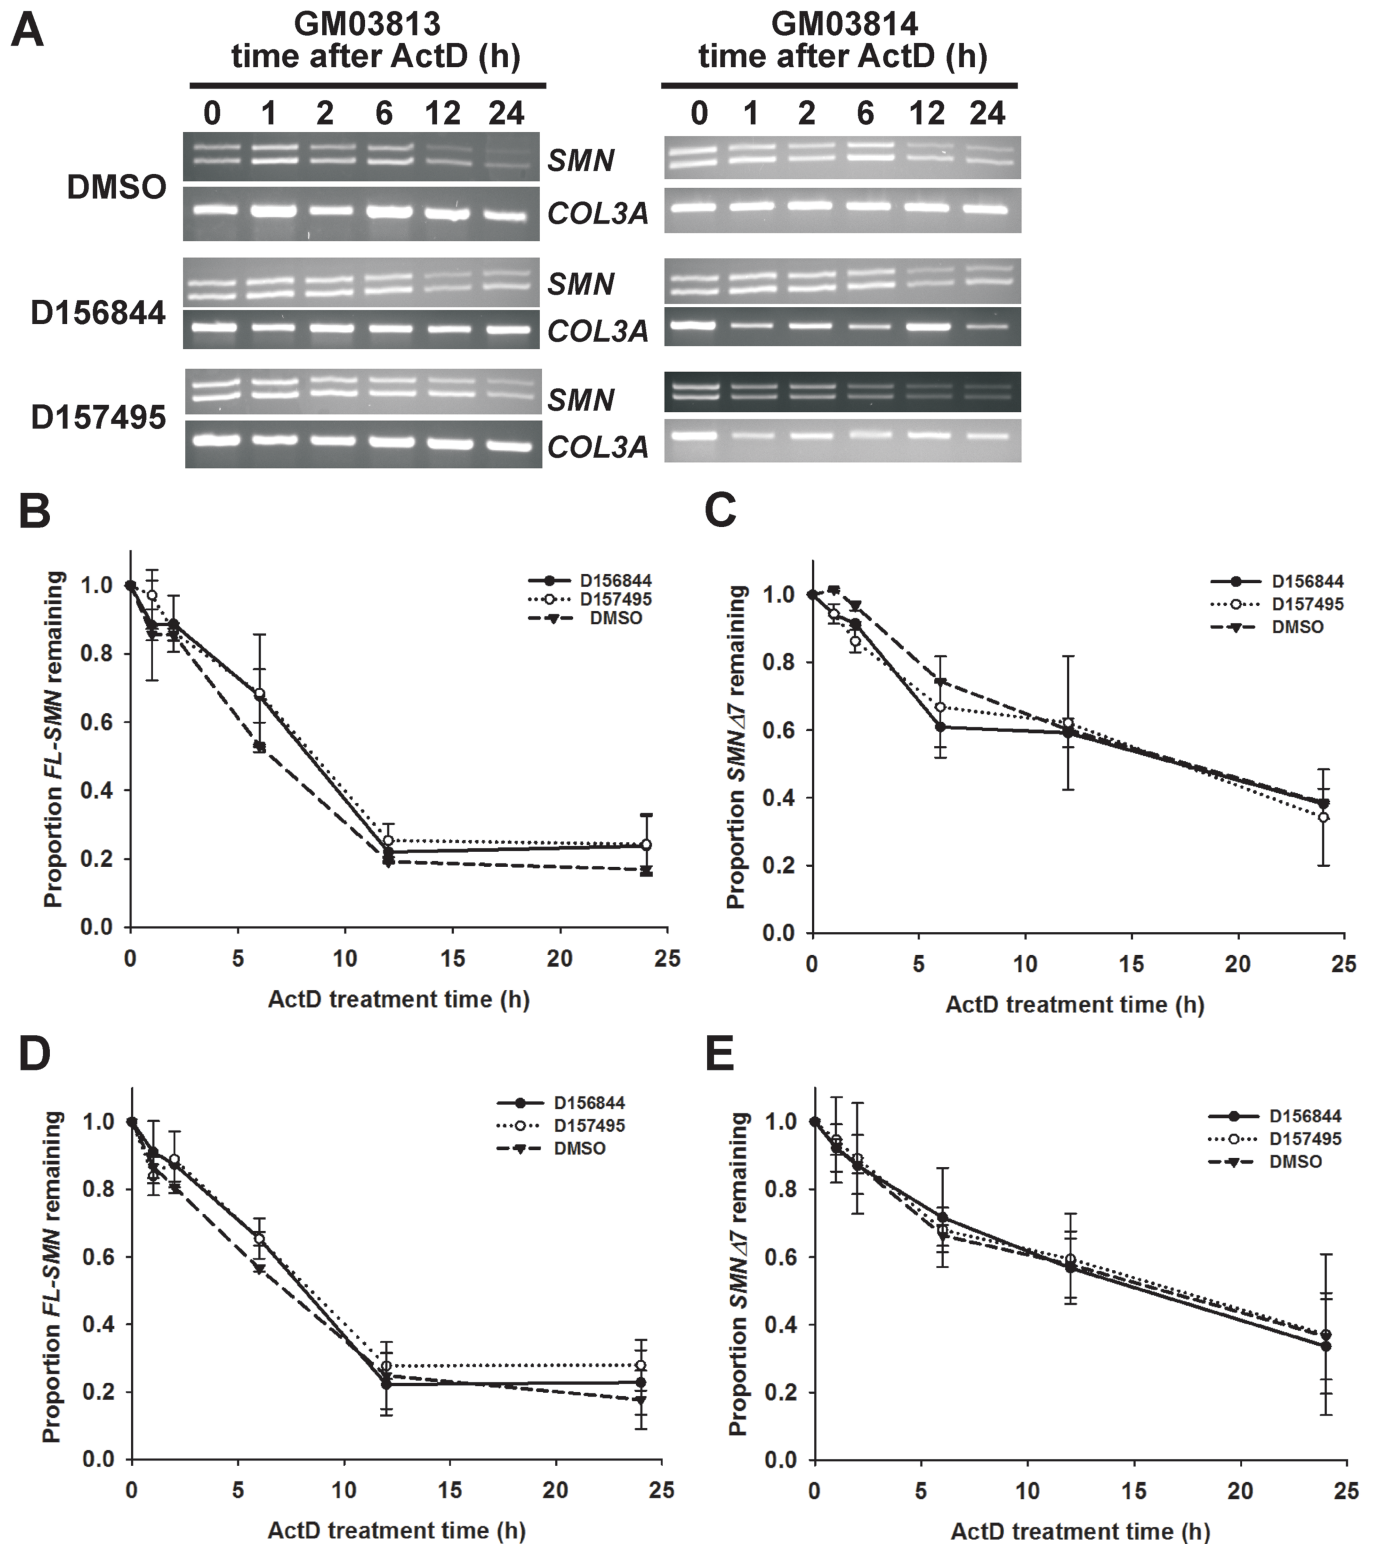 A
GM03813
time after ActD (h)
0 1 2 6 12 24
GM03814
time after ActD (h)
0 1 2 6 12 24
DMSO
SMN
COL3A
D156844
SMN
COL3A
D157495
SMN
COL3A
B
Proportion FL-SMN remaining
1.0
0.8
0.6
0.4
0.2
0.0
0 5 10 15 20 25
ActD treatment time (h)
D156844
D157495
DMSO
C
Proportion SMNΔ7 remaining
1.0
0.8
0.6
0.4
0.2
0.0
0 5 10 15 20 25
ActD treatment time (h)
D156844
D157495
DMSO
D
Proportion FL-SMN remaining
1.0
0.8
0.6
0.4
0.2
0.0
0 5 10 15 20 25
ActD treatment time (h)
D156844
D157495
DMSO
E
Proportion SMNΔ7 remaining
1.0
0.8
0.6
0.4
0.2
0.0
0 5 10 15 20 25
ActD treatment time (h)
D156844
D157495
DMSO